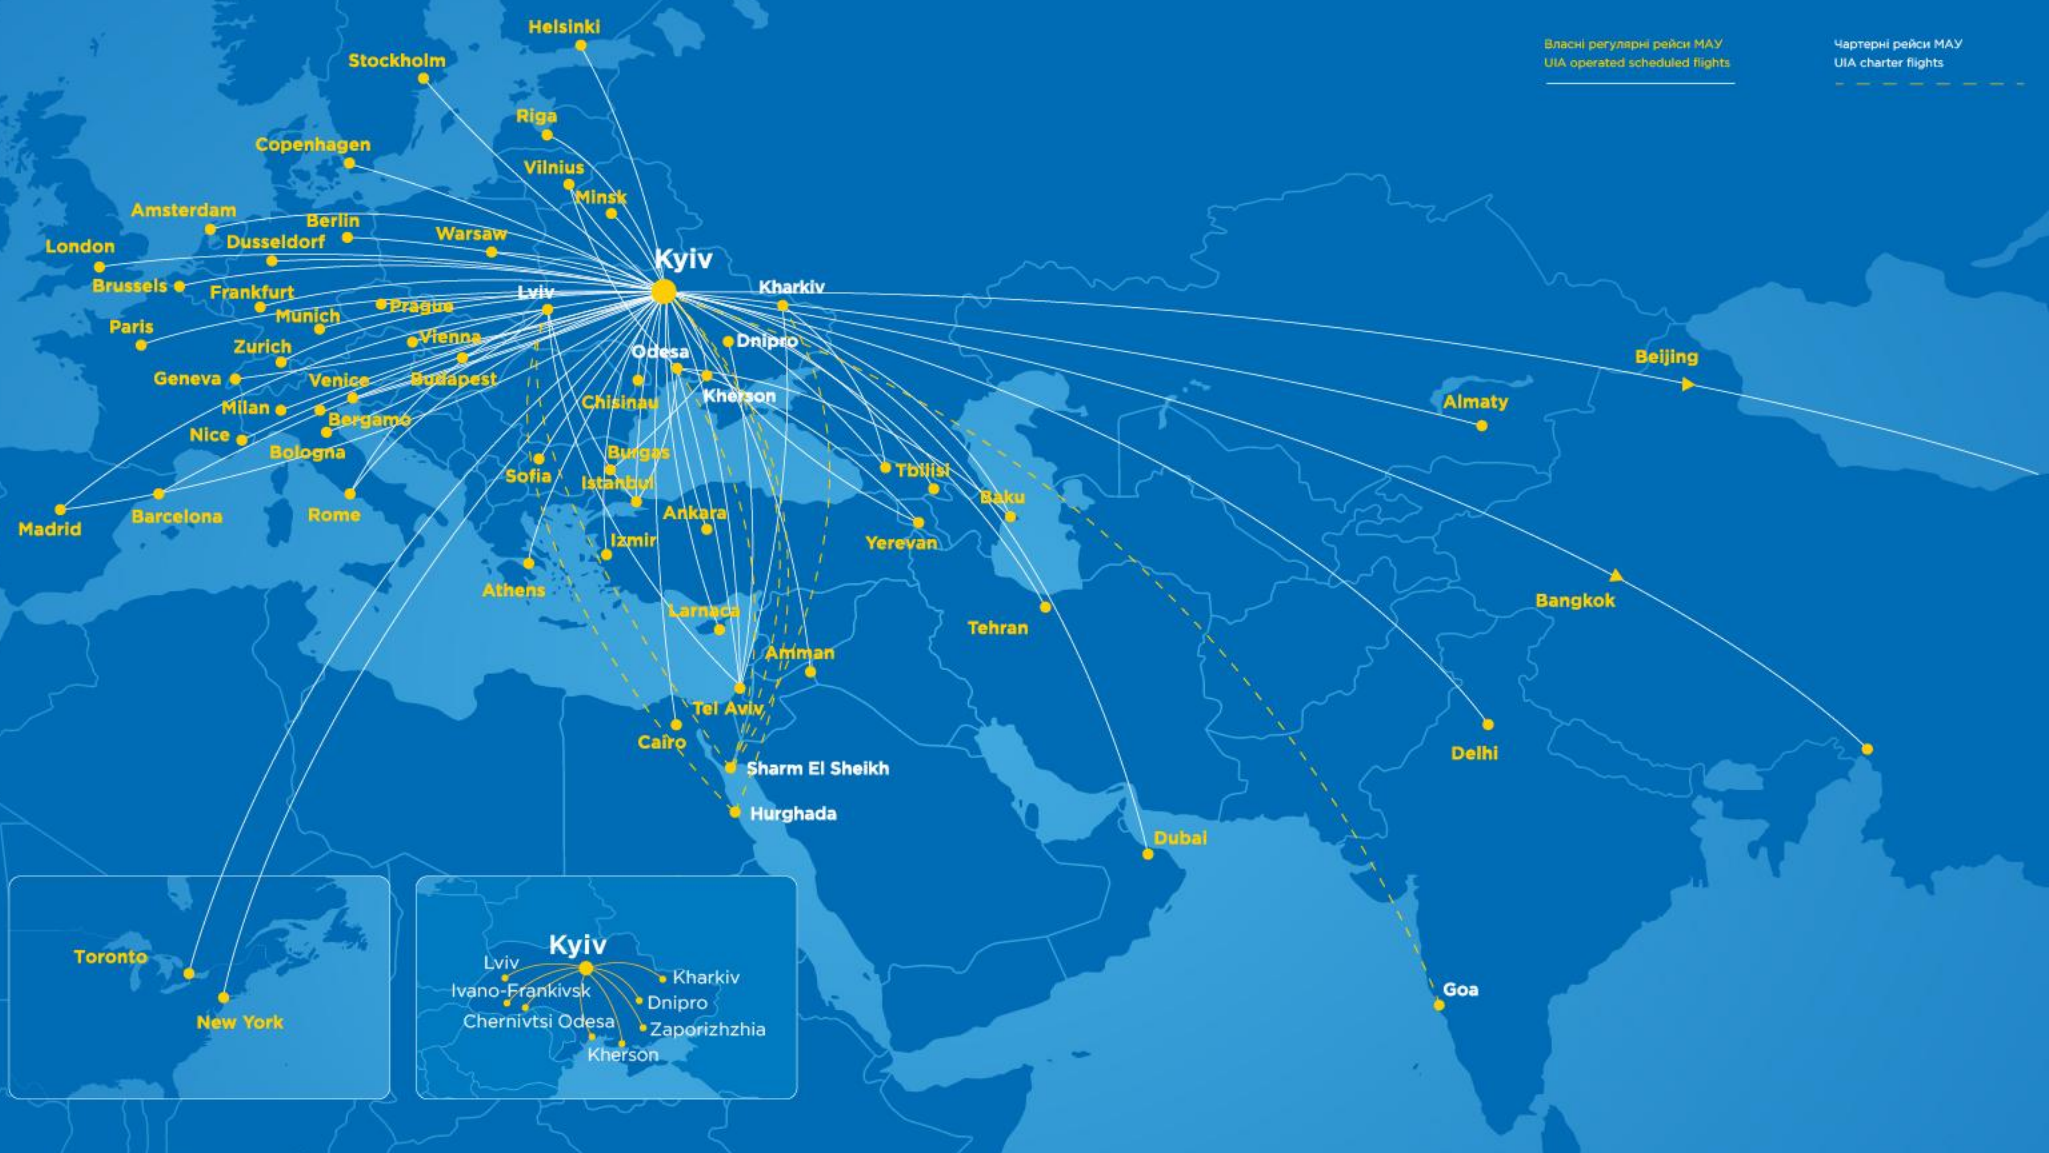 Helsinki
Власні регулярні рейси МАУ
UIA operated scheduled flights
Чартерні рейси МАУ
UIA charter flights
Stockholm
Riga
Copenhagen
Vilnius
Minsk
Amsterdam
Berlin
Warsaw
Dusseldorf
London
Kyiv
Brussels
Frankfurt
Lviv
Kharkiv
Prague
Munich
Paris
Vienna
Dnipro
Zurich
Odesa
Beijing
Geneva
Venice
Budapest
Kherson
Chisinau
Almaty
Milan
Bergamo
Nice
Bologna
Burgas
Sofia
Istanbul
Tbilisi
Baku
Madrid
Barcelona
Rome
Ankara
Izmir
Yerevan
Athens
Bangkok
Larnaca
Tehran
Amman
Tel Aviv
Cairo
Delhi
Sharm El Sheikh
Hurghada
Dubai
Goa
Toronto
New York
Kyiv
Lviv
Kharkiv
Ivano-Frankivsk
Dnipro
Chernivtsi
Odesa
Zaporizhzhia
Kherson